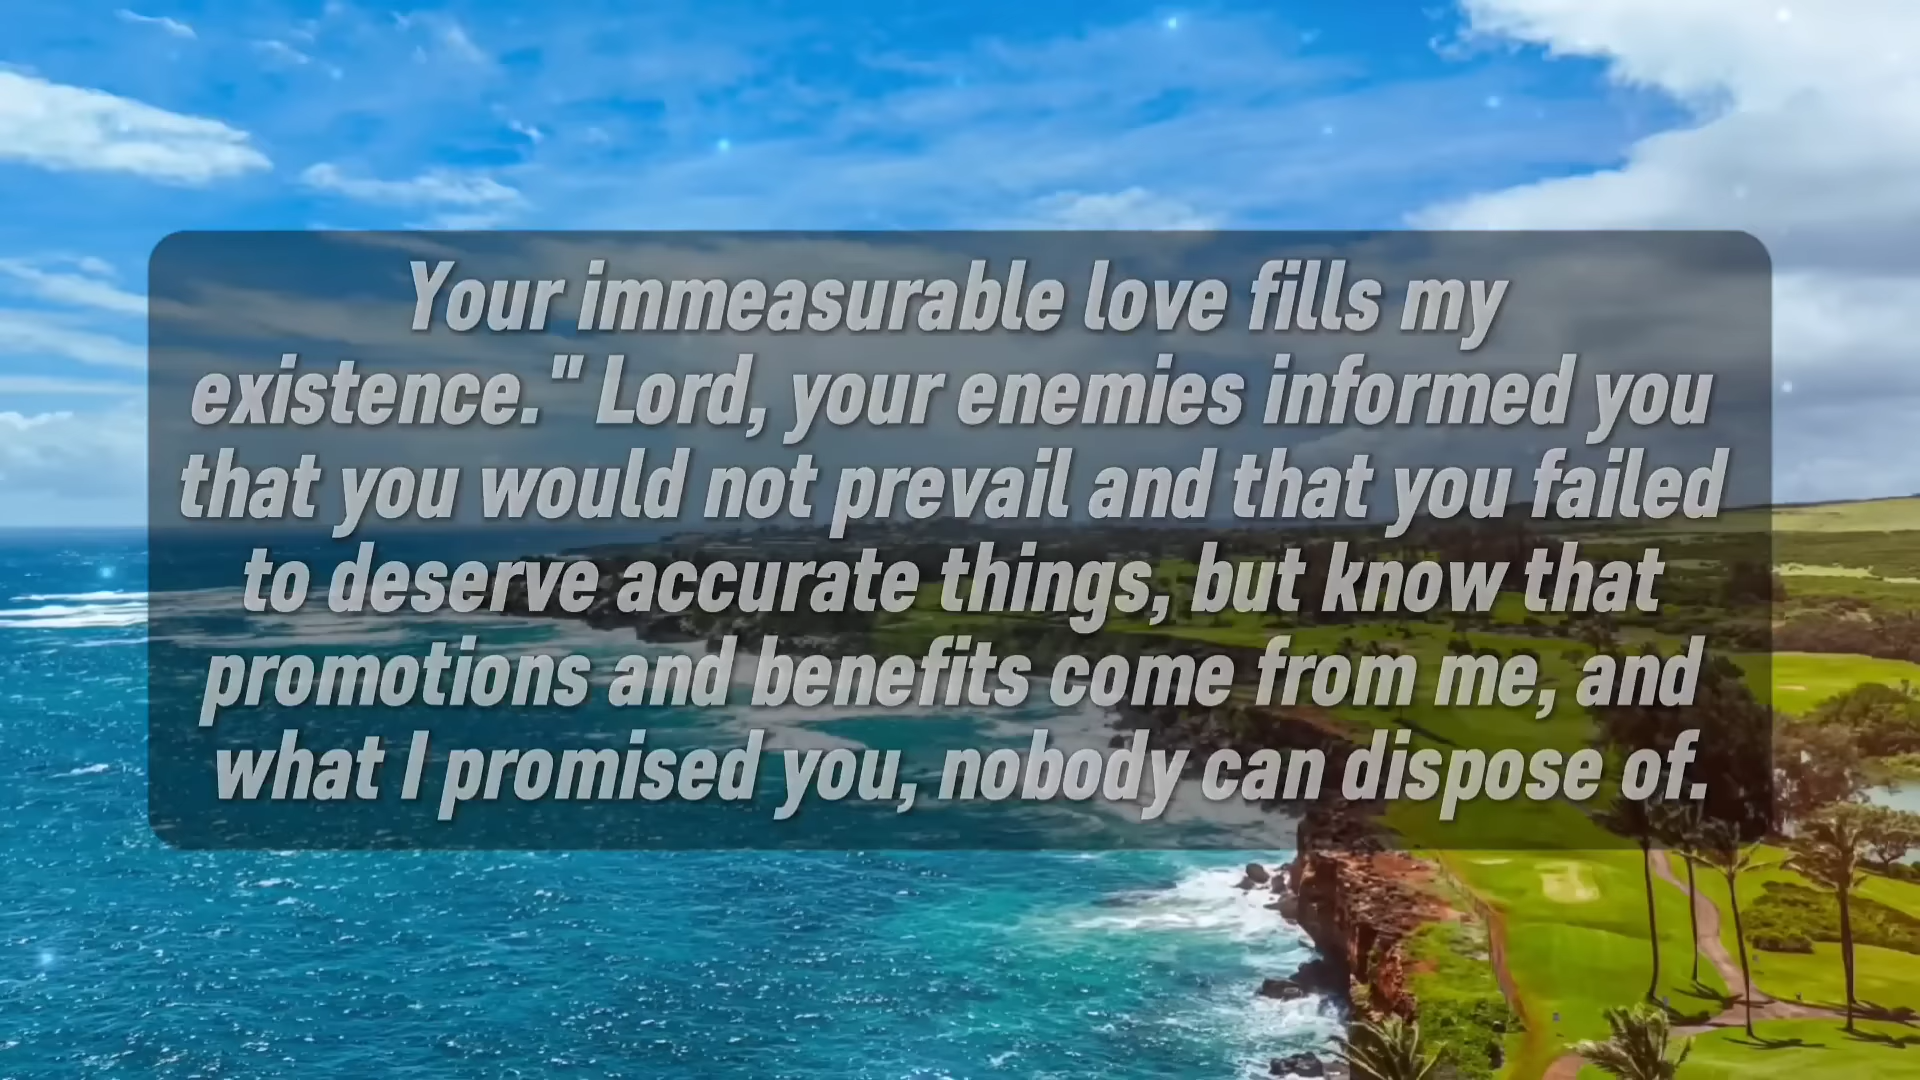 Your immeasurable love fills my
existence." Lord, your enemies informed you
that you would not prevail and that you failed
to deserve accurate things, but know that
promotions and benefits come from me, and
what I promised you, nobody can dispose of.